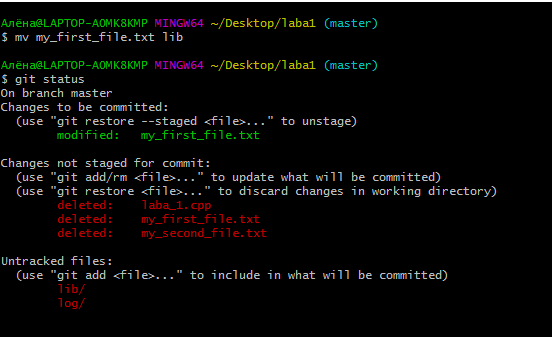 Алёна@LAPTOP-AOMK8KMP MINGW64 ~/Desktop/laba1 (master)
$ mv my_first_file.txt lib
Алёна@LAPTOP-AOMK8KMP MINGW64 ~/Desktop/laba1 (master)
$ git status
On branch master
Changes to be committed:
  (use "git restore --staged <file>..." to unstage)
        modified:   my_first_file.txt
Changes not staged for commit:
  (use "git add/rm <file>..." to update what will be committed)
  (use "git restore <file>..." to discard changes in working directory)
        deleted:    laba_1.cpp
        deleted:    my_first_file.txt
        deleted:    my_second_file.txt
Untracked files:
  (use "git add <file>..." to include in what will be committed)
        lib/
        log/